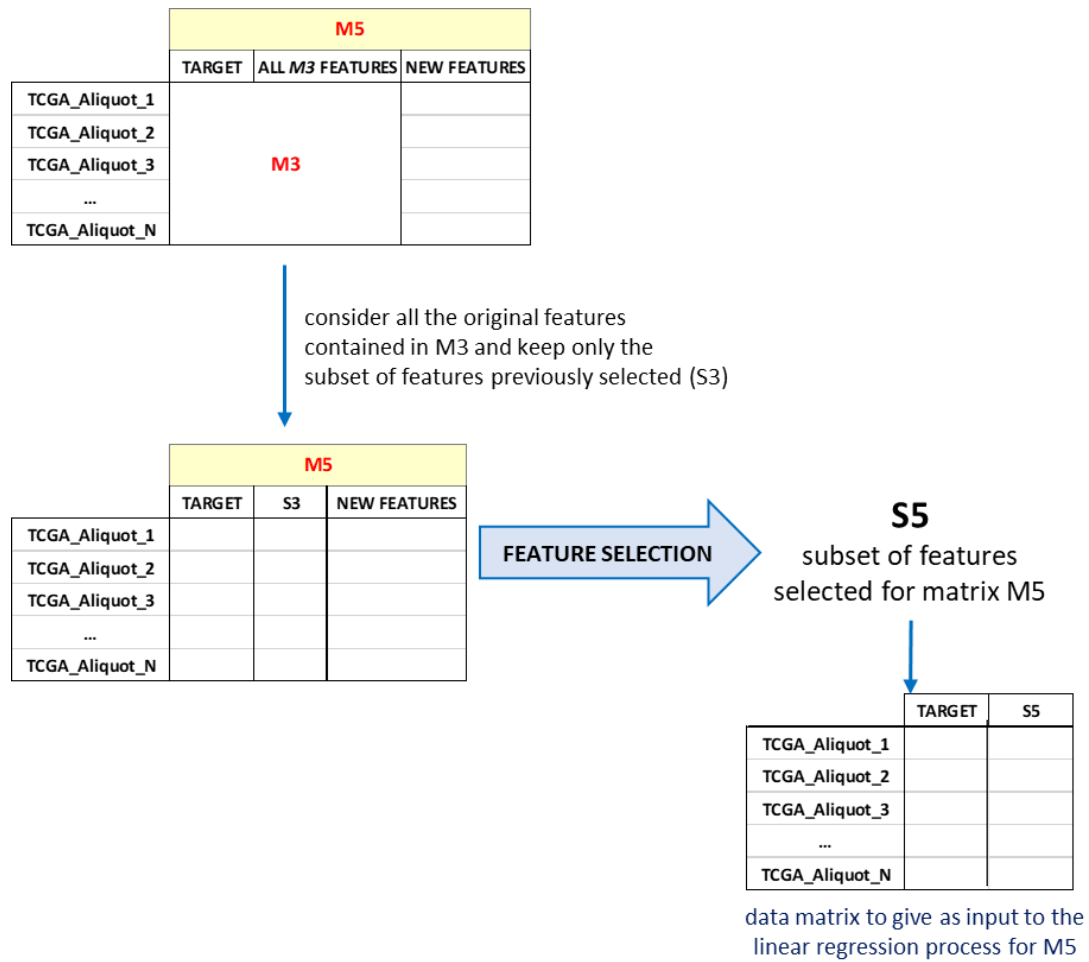 M5
TARGET ALL M3 FEATURES NEW FEATURES
TCGA_Aliquot_1
TCGA_Aliquot_2
TCGA_Aliquot_3
...
TCGA_Aliquot_N
M3
consider all the original features
contained in M3 and keep only the
subset of features previously selected (S3)
M5
TARGET S3 NEW FEATURES
TCGA_Aliquot_1
TCGA_Aliquot_2
TCGA_Aliquot_3
...
TCGA_Aliquot_N
FEATURE SELECTION
S5
subset of features
selected for matrix M5
TARGET S5
TCGA_Aliquot_1
TCGA_Aliquot_2
TCGA_Aliquot_3
...
TCGA_Aliquot_N
data matrix to give as input to the
linear regression process for M5